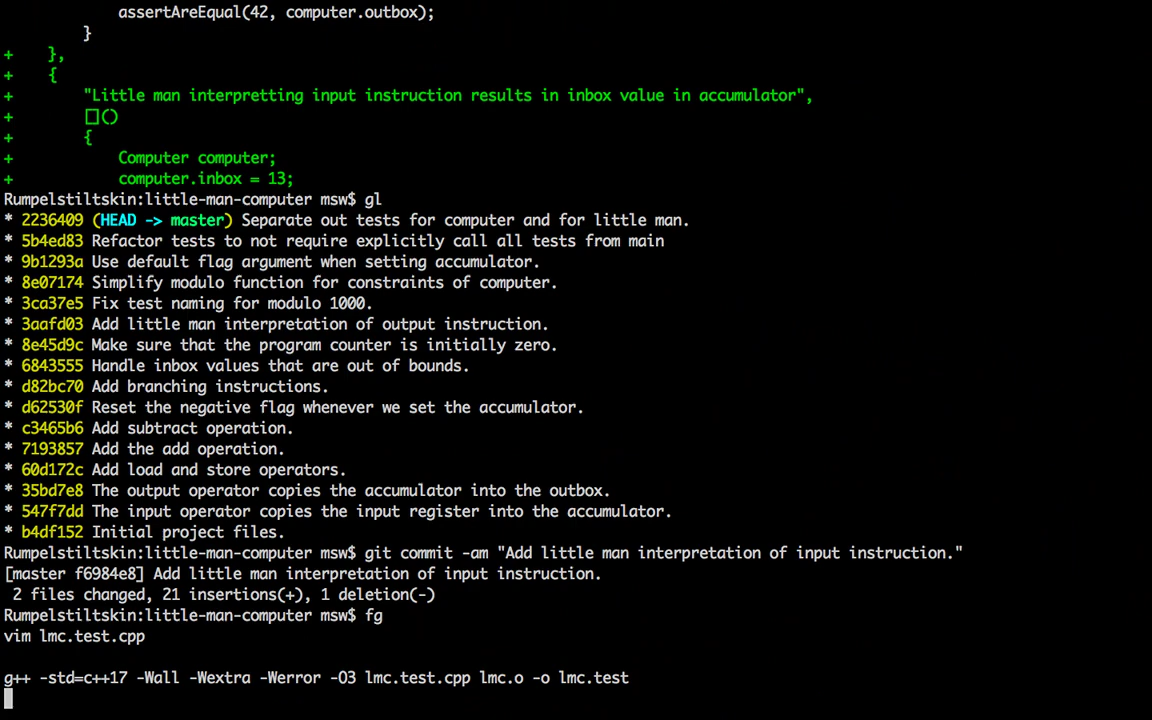 assertAreEqual(42, computer.outbox);
        }
+    },
+    {
+        "Little man interpretting input instruction results in inbox value in accumulator",
+        []()
+        {
+            Computer computer;
+            computer.inbox = 13;
Rumpelstiltskin:little-man-computer msw$ gl
* 2236409 (HEAD -> master) Separate out tests for computer and for little man.
* 5b4ed83 Refactor tests to not require explicitly call all tests from main
* 9b1293a Use default flag argument when setting accumulator.
* 8e07174 Simplify modulo function for constraints of computer.
* 3ca37e5 Fix test naming for modulo 1000.
* 3aafd03 Add little man interpretation of output instruction.
* 8e45d9c Make sure that the program counter is initially zero.
* 6843555 Handle inbox values that are out of bounds.
* d82bc70 Add branching instructions.
* d62530f Reset the negative flag whenever we set the accumulator.
* c3465b6 Add subtract operation.
* 7193857 Add the add operation.
* 60d172c Add load and store operators.
* 35bd7e8 The output operator copies the accumulator into the outbox.
* 547f7dd The input operator copies the input register into the accumulator.
* b4df152 Initial project files.
Rumpelstiltskin:little-man-computer msw$ git commit -am "Add little man interpretation of input instruction."
[master f6984e8] Add little man interpretation of input instruction.
 2 files changed, 21 insertions(+), 1 deletion(-)
Rumpelstiltskin:little-man-computer msw$ fg
vim lmc.test.cpp
g++ -std=c++17 -Wall -Wextra -Werror -O3 lmc.test.cpp lmc.o -o lmc.test